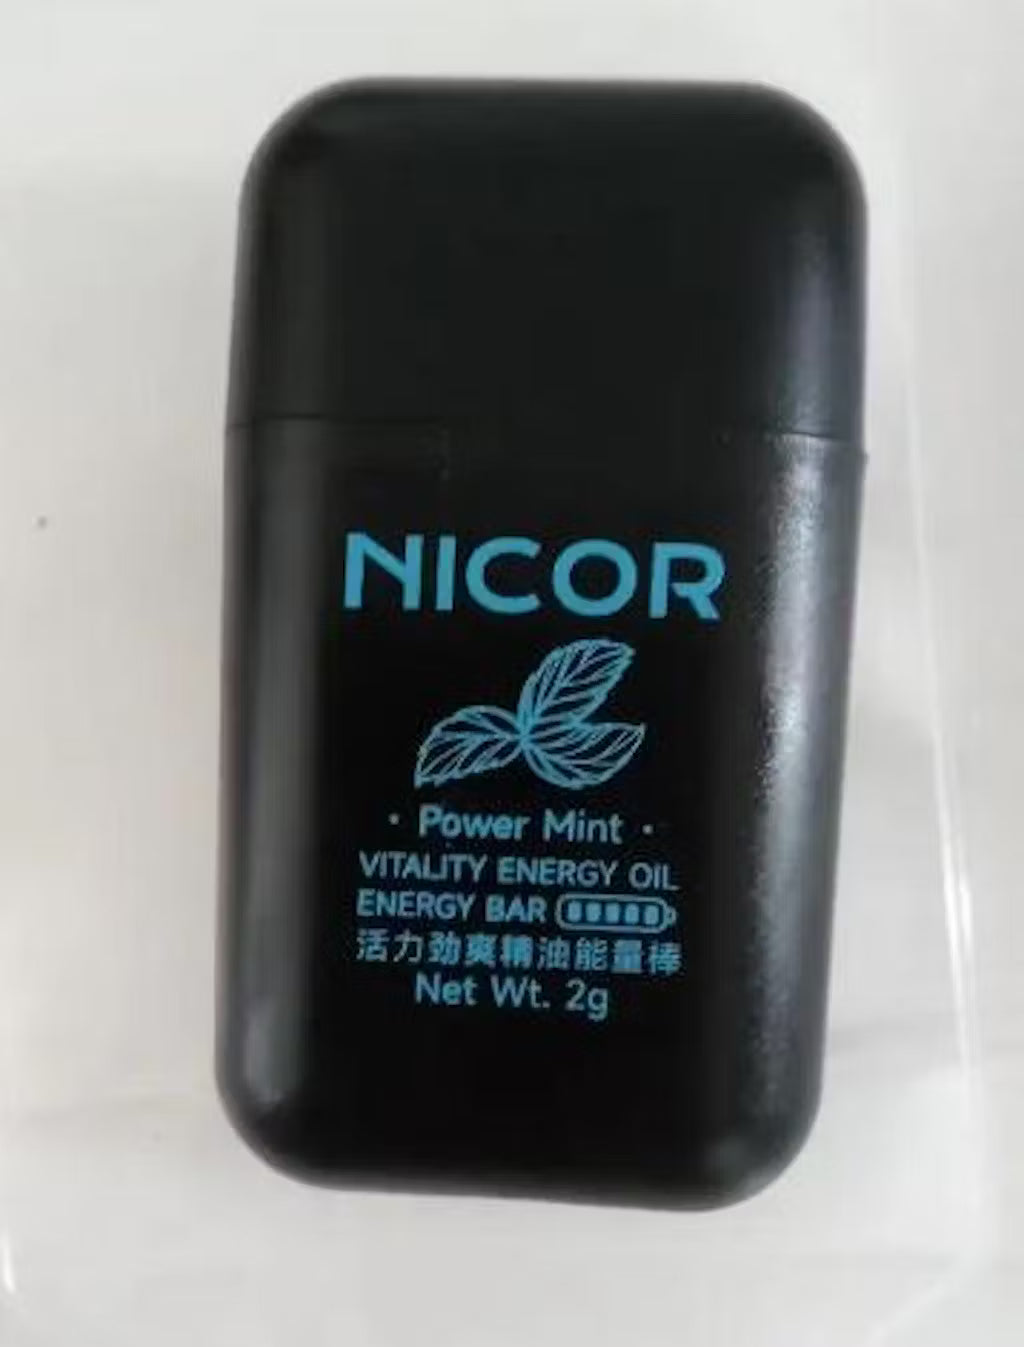 NICOR
· Power Mint ·
VITALITY ENERGY OIL
ENERGY BAR
活力勁爽精油能量棒
Net Wt. 2g